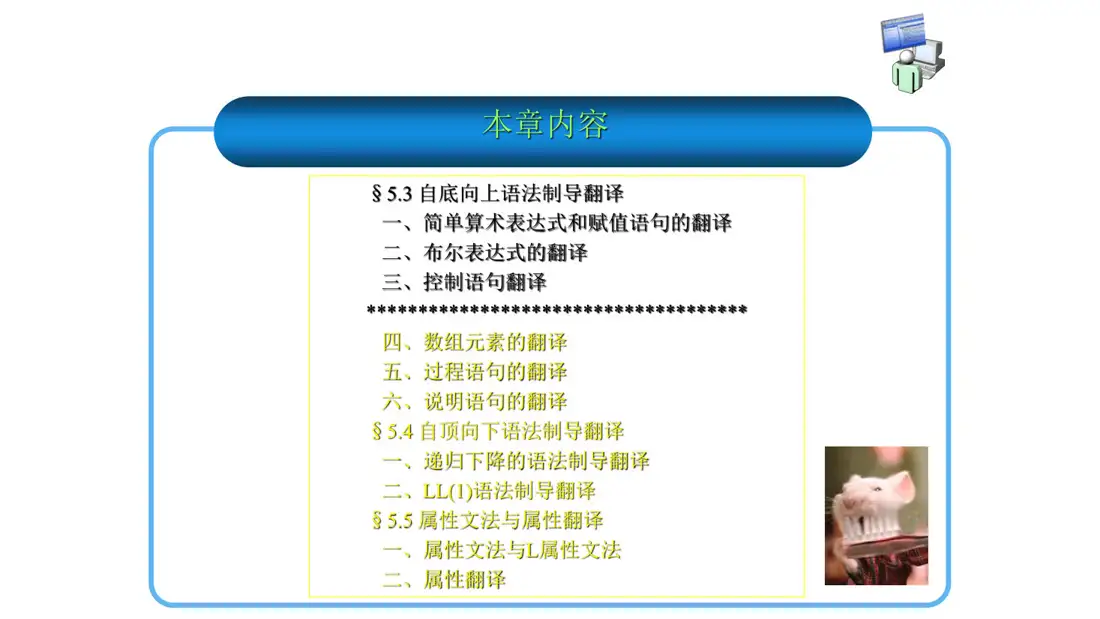 本章内容
§5.3 自底向上语法制导翻译
一、简单算术表达式和赋值语句的翻译
二、布尔表达式的翻译
三、控制语句翻译
*************************************
四、数组元素的翻译
五、过程语句的翻译
六、说明语句的翻译
§5.4 自顶向下语法制导翻译
一、递归下降的语法制导翻译
二、LL(1)语法制导翻译
§5.5 属性文法与属性翻译
一、属性文法与L属性文法
二、属性翻译